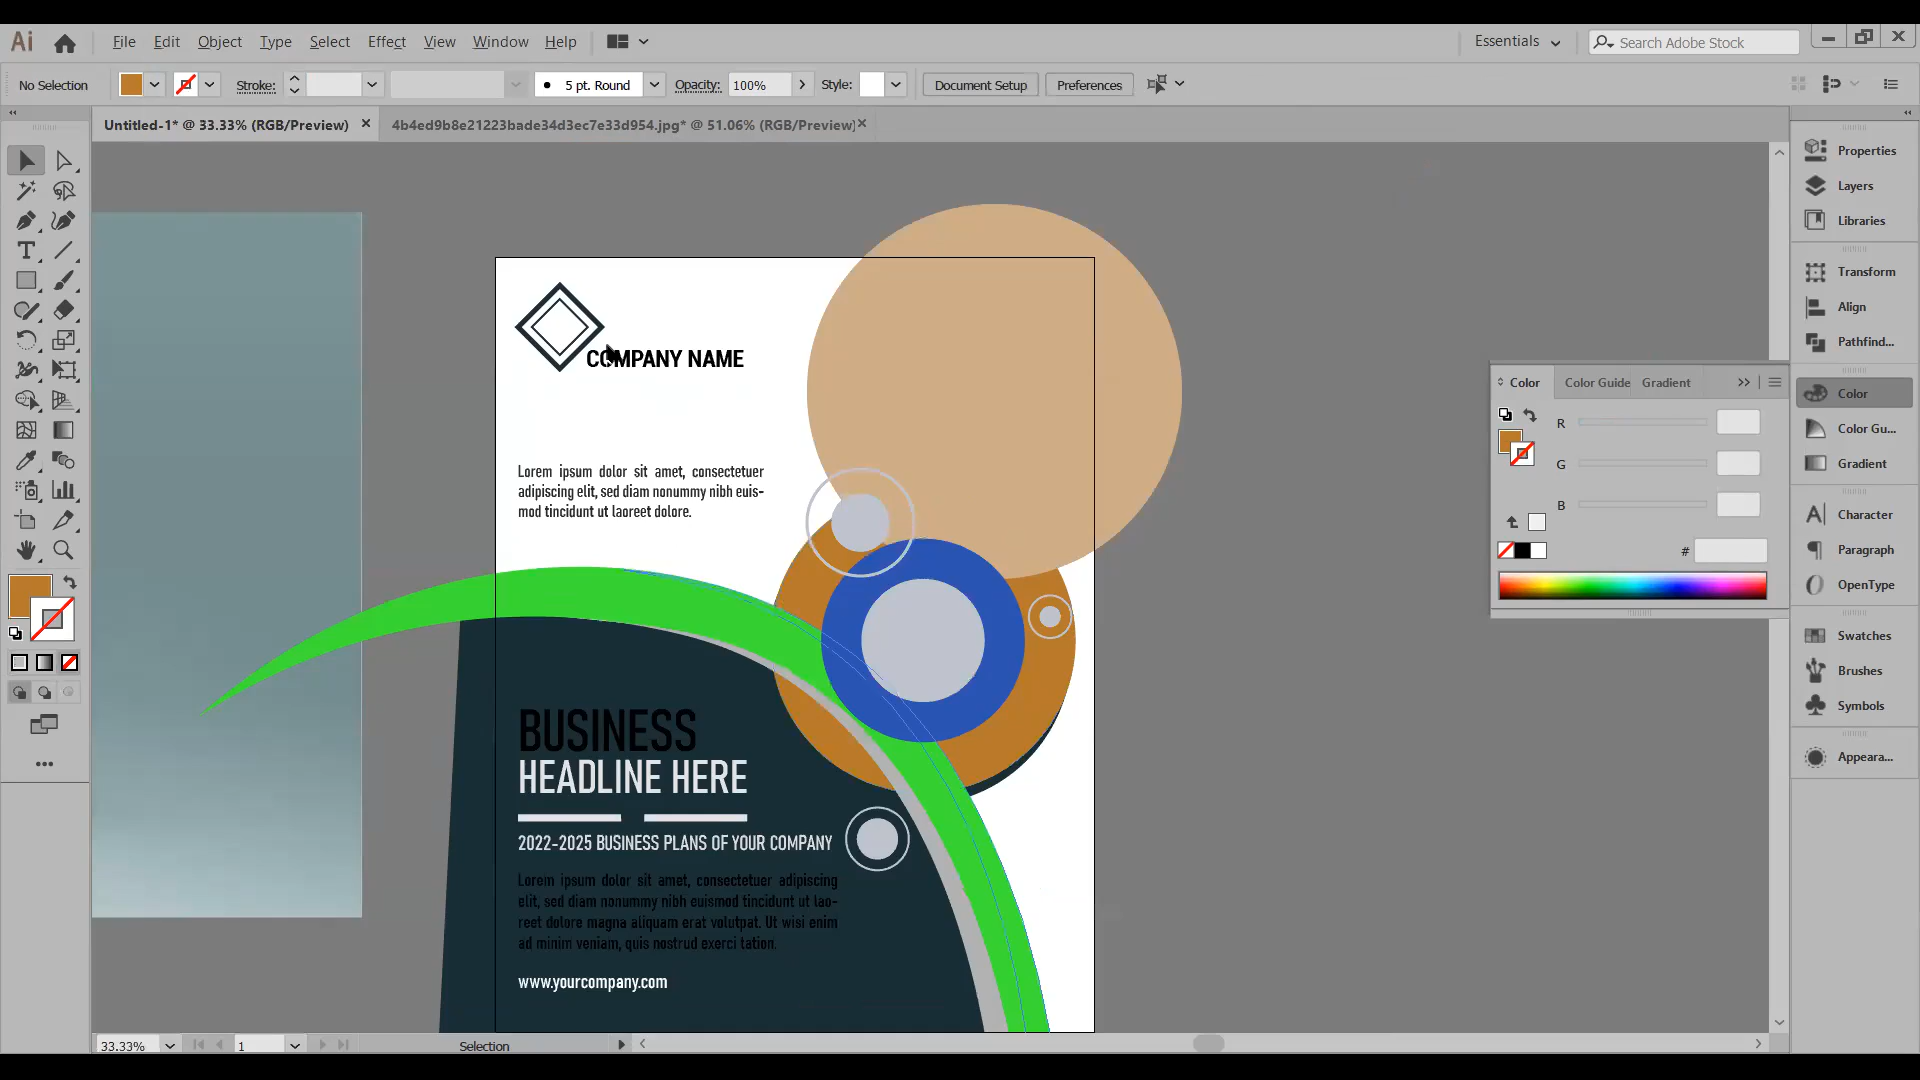 Ai File Edit Object Type Select Effect View Window Help Essentials Search Adobe Stock
No Selection Stroke: 5 pt. Round Opacity: 100% Style: Document Setup Preferences
Untitled-1* @ 33.33% (RGB/Preview) 4b4ed9b8e21223bade34d3ec7e33d954.jpg* @ 51.06% (RGB/Preview)
Properties
Layers
Libraries
Transform
Align
Pathfind...
Color
Color Gu...
Gradient
Character
Paragraph
OpenType
Swatches
Brushes
Symbols
Appeara...
Color Color Guide Gradient
R
G
B
#
COMPANY NAME
Lorem ipsum dolor sit amet, consectetuer
adipiscing elit, sed diam nonummy nibh euis-
mod tincidunt ut laoreet dolore.
BUSINESS
HEADLINE HERE
2022-2025 BUSINESS PLANS OF YOUR COMPANY
Lorem ipsum dolor sit amet, consectetuer adipiscing
elit, sed diam nonummy nibh euismod tincidunt ut lao-
reet dolore magna aliquam erat volutpat. Ut wisi enim
ad minim veniam, quis nostrud exerci tation.
www.yourcompany.com
33.33% 1 Selection